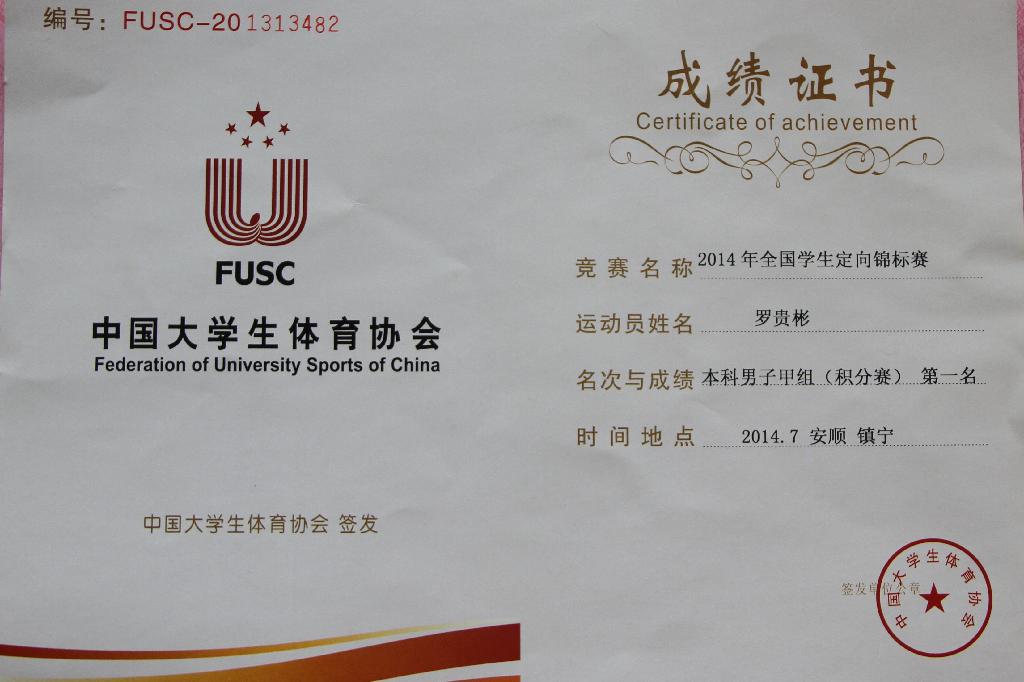 编号：FUSC-201313482
FUSC
中国大学生体育协会
Federation of University Sports of China
中国大学生体育协会 签发
成绩证书
Certificate of achievement
竞赛名称 2014年全国学生定向锦标赛
运动员姓名 罗贵彬
名次与成绩 本科男子甲组（积分赛） 第一名
时间地点 2014.7 安顺 镇宁
签发单位公章
中国大学生体育协会